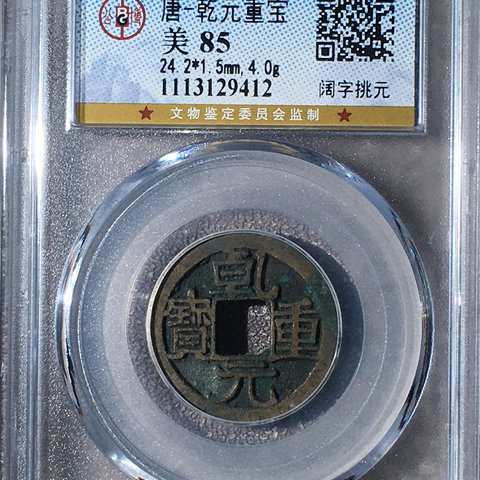 唐-乾元重宝
美 85
24.2*1.5mm,4.0g
1113129412
阔字挑元
★ 文物鉴定委员会监制 ★
乾元重寶